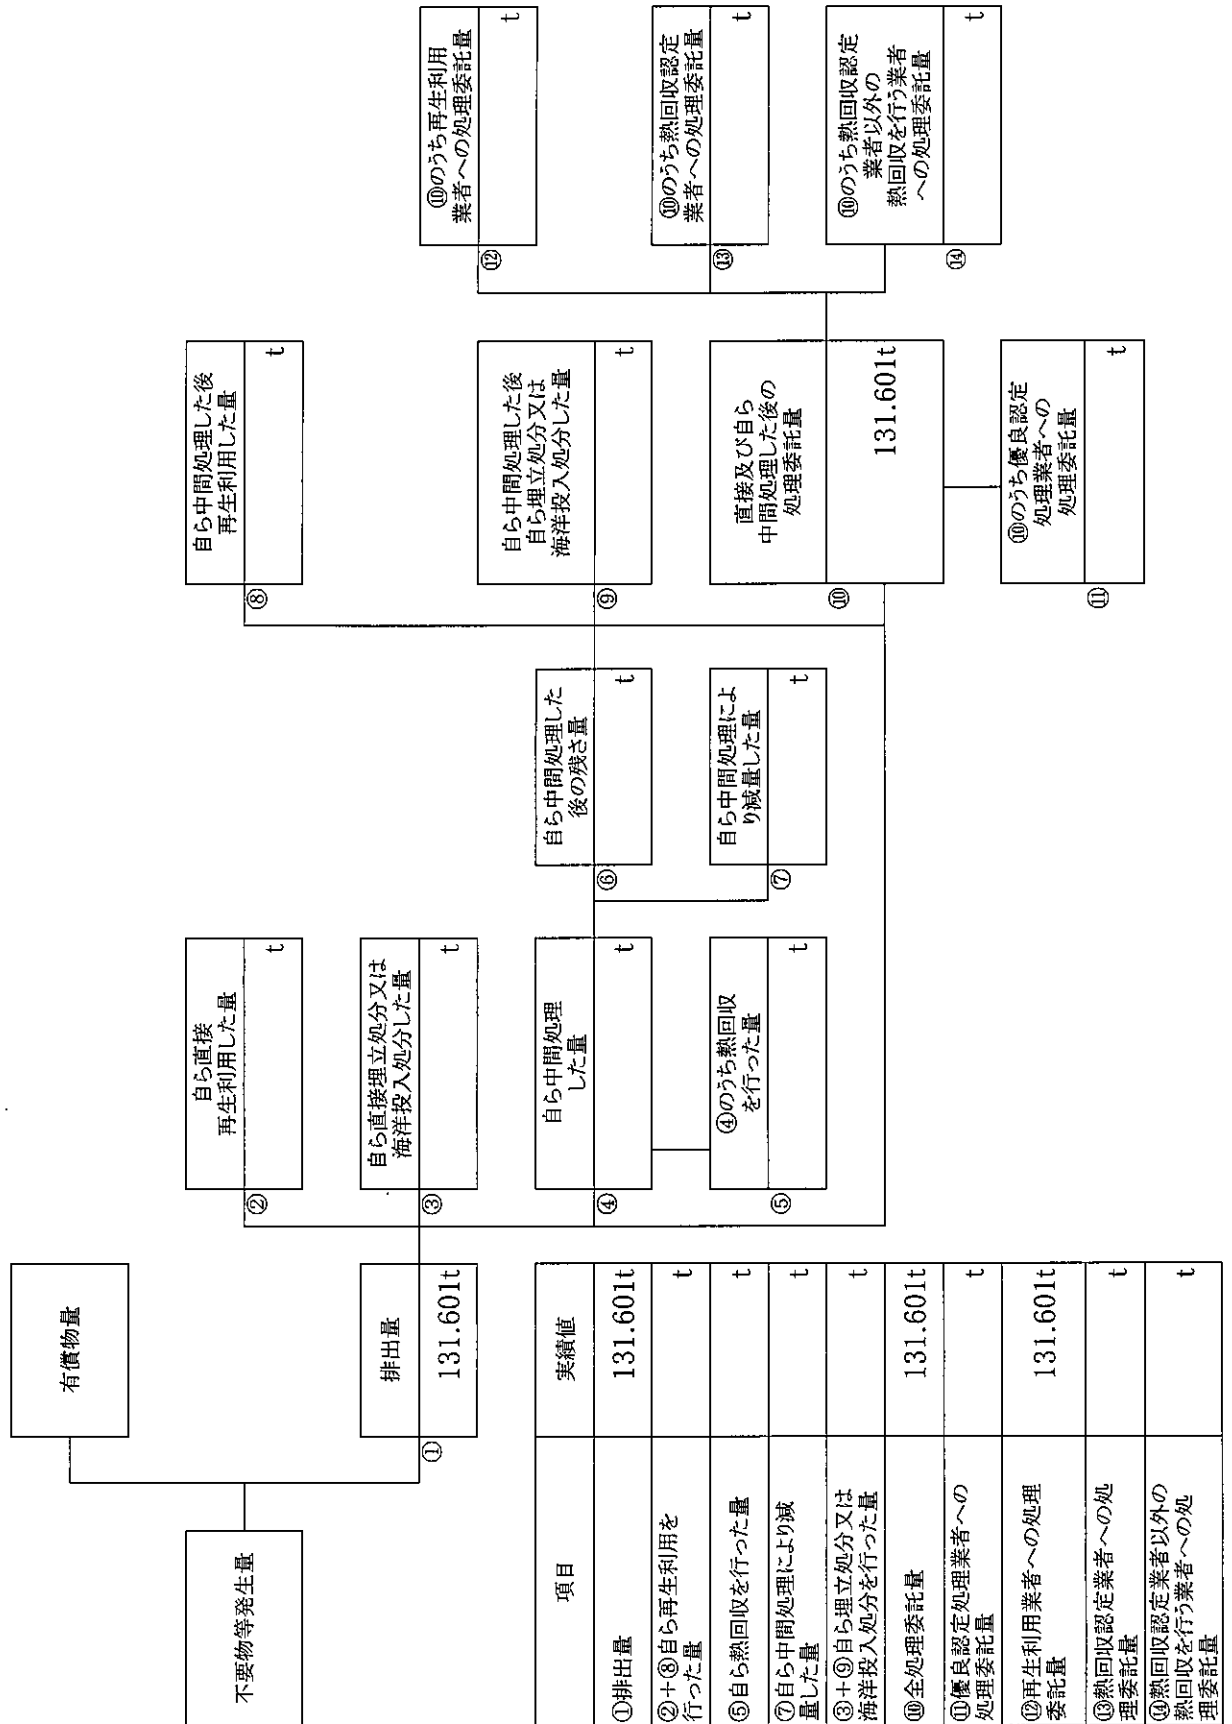 有償物量
不要物等発生量
排出量
①
131.601t
自ら直接
再生利用した量
②
t
自ら直接埋立処分又は
海洋投入処分した量
③
t
自ら中間処理
した量
④
t
④のうち熱回収
を行った量
⑤
t
自ら中間処理した
後の残さ量
⑥
t
自ら中間処理によ
り減量した量
⑦
t
自ら中間処理した後
再生利用した量
⑧
t
自ら中間処理した後
自ら埋立処分又は
海洋投入処分した量
⑨
t
直接及び自ら
中間処理した後の
処理委託量
⑩
131.601t
⑩のうち優良認定
処理業者への
処理委託量
⑪
t
⑩のうち再生利用
業者への処理委託量
⑫
t
⑩のうち熱回収認定
業者への処理委託量
⑬
t
⑩のうち熱回収認定
業者以外の
熱回収を行う業者
への処理委託量
⑭
t
項目
実績値
①排出量
131.601t
②+⑧自ら再生利用を
行った量
t
⑤自ら熱回収を行った量
t
⑦自ら中間処理により減
量した量
t
③+⑨自ら埋立処分又は
海洋投入処分を行った量
t
⑩全処理委託量
131.601t
⑪優良認定処理業者への
処理委託量
t
⑫再生利用業者への処理
委託量
131.601t
⑬熱回収認定業者への処
理委託量
t
⑭熱回収認定業者以外の
熱回収を行う業者への処
理委託量
t